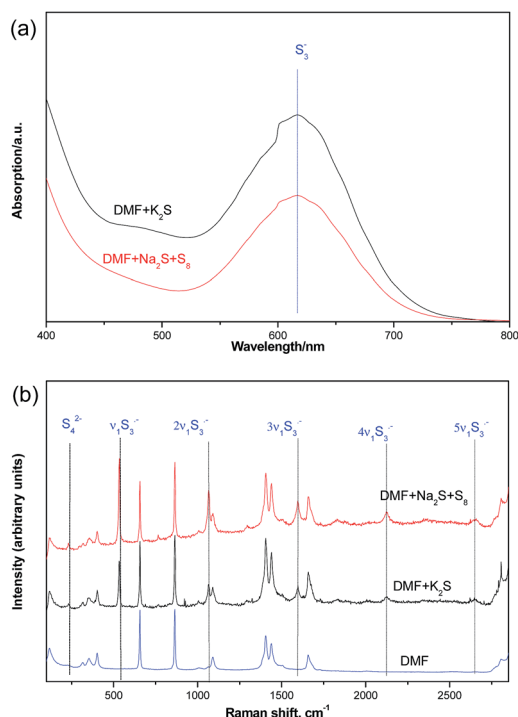 (a)
S₃⁻
Absorption/a.u.
DMF+K₂S
DMF+Na₂S+S₈
400 500 600 700 800
Wavelength/nm
(b)
S₄²⁻ ν₁S₃·⁻ 2ν₁S₃·⁻ 3ν₁S₃·⁻ 4ν₁S₃·⁻ 5ν₁S₃·⁻
Intensity (arbitrary units)
DMF+Na₂S+S₈
DMF+K₂S
DMF
500 1000 1500 2000 2500
Raman shift, cm⁻¹